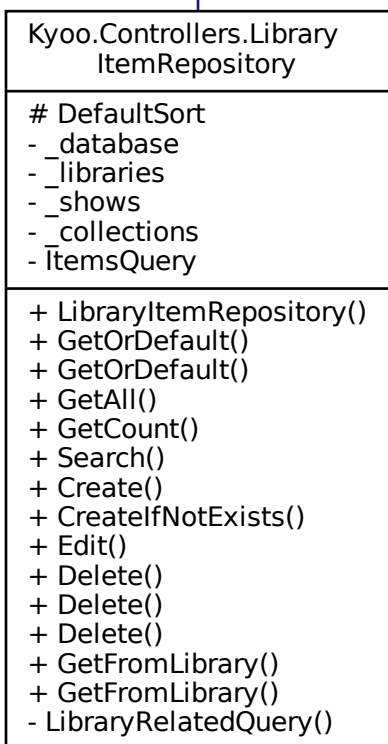 Kyoo.Controllers.Library
ItemRepository
# DefaultSort
- _database
- _libraries
- _shows
- _collections
- ItemsQuery
+ LibraryItemRepository()
+ GetOrDefault()
+ GetOrDefault()
+ GetAll()
+ GetCount()
+ Search()
+ Create()
+ CreateIfNotExists()
+ Edit()
+ Delete()
+ Delete()
+ Delete()
+ GetFromLibrary()
+ GetFromLibrary()
- LibraryRelatedQuery()